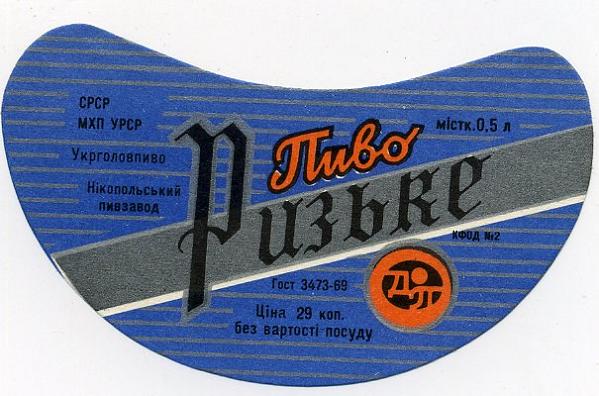 СРСР
МХП УРСР
Укрголовпиво
Нікопольський
пивзавод
Пиво
містк.0,5 л
Ризьке
КФОД №2
Гост 3473-69
Ціна 29 коп.
без вартості посуду